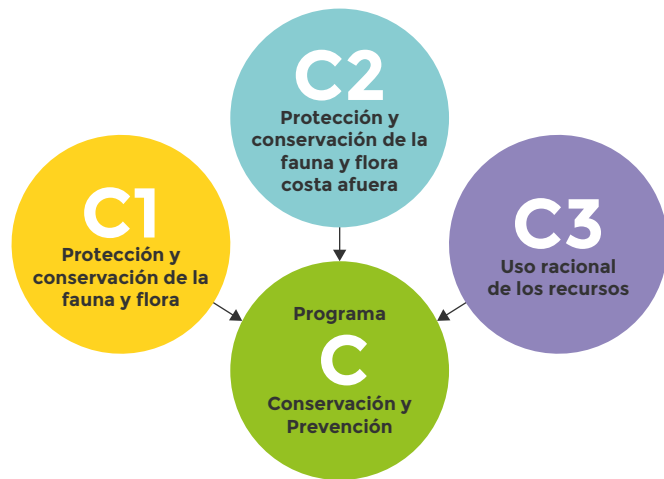 C1
Protección y
conservación de la
fauna y flora
C2
Protección y
conservación de la
fauna y flora
costa afuera
C3
Uso racional
de los recursos
Programa
C
Conservación y
Prevención